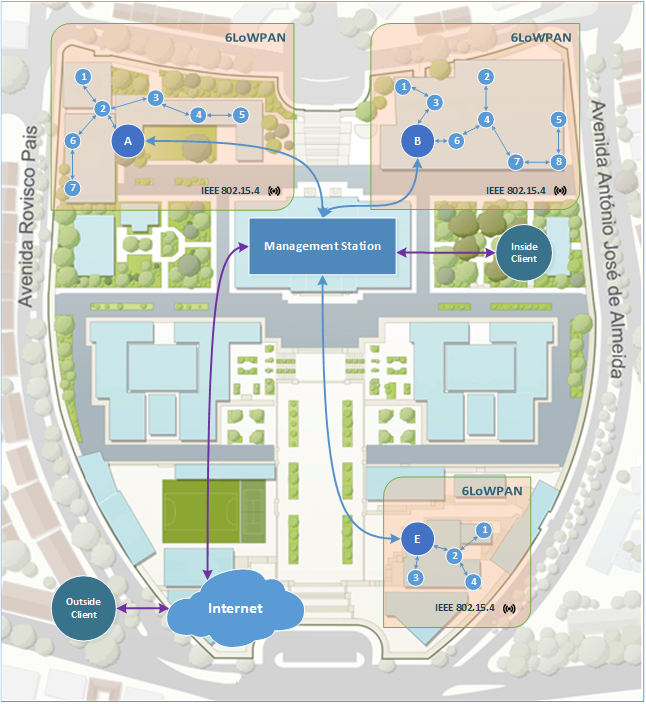 6LoWPAN
1
2
3
4
5
6
7
A
IEEE 802.15.4
6LoWPAN
1
2
3
4
5
6
7
8
B
IEEE 802.15.4
Avenida Rovisco Pais
Avenida António José de Almeida
Management Station
Inside
Client
6LoWPAN
E
1
2
3
4
IEEE 802.15.4
Outside
Client
Internet